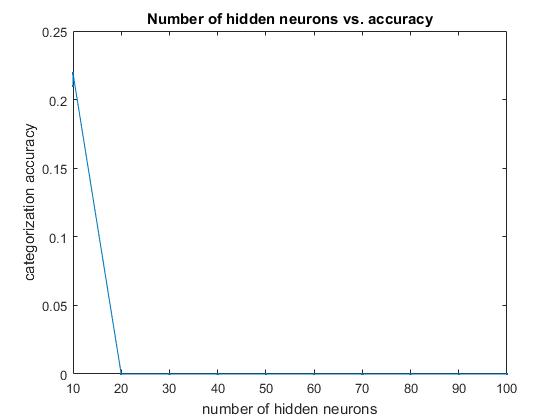 Number of hidden neurons vs. accuracy
0.25
0.2
0.15
0.1
0.05
0
categorization accuracy
10 20 30 40 50 60 70 80 90 100
number of hidden neurons